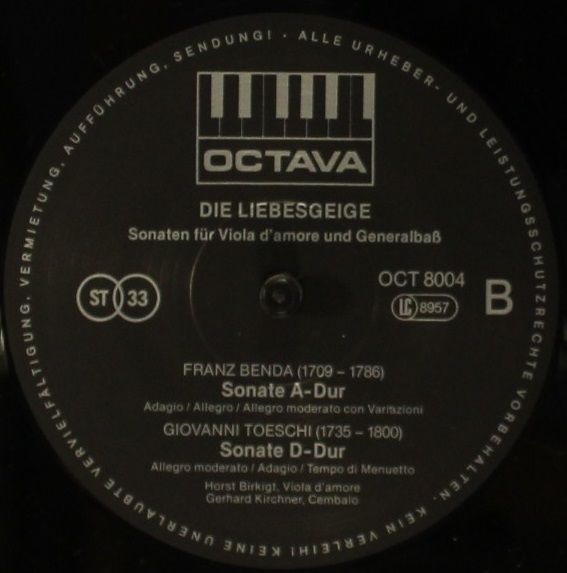 ALLE URHEBER- UND LEISTUNGSSCHUTZRECHTE VORBEHALTEN. KEIN VERLEIH! KEINE UNERLAUBTE VERVIELFÄLTIGUNG, VERMIETUNG, AUFFÜHRUNG, SENDUNG! ·
OCTAVA
DIE LIEBESGEIGE
Sonaten für Viola d'amore und Generalbaß
ST 33
OCT 8004
LC 8957
B
FRANZ BENDA (1709 – 1786)
Sonate A-Dur
Adagio / Allegro / Allegro moderato con Variazioni
GIOVANNI TOESCHI (1735 – 1800)
Sonate D-Dur
Allegro moderato / Adagio / Tempo di Menuetto
Horst Birkigt, Viola d'amore
Gerhard Kirchner, Cembalo